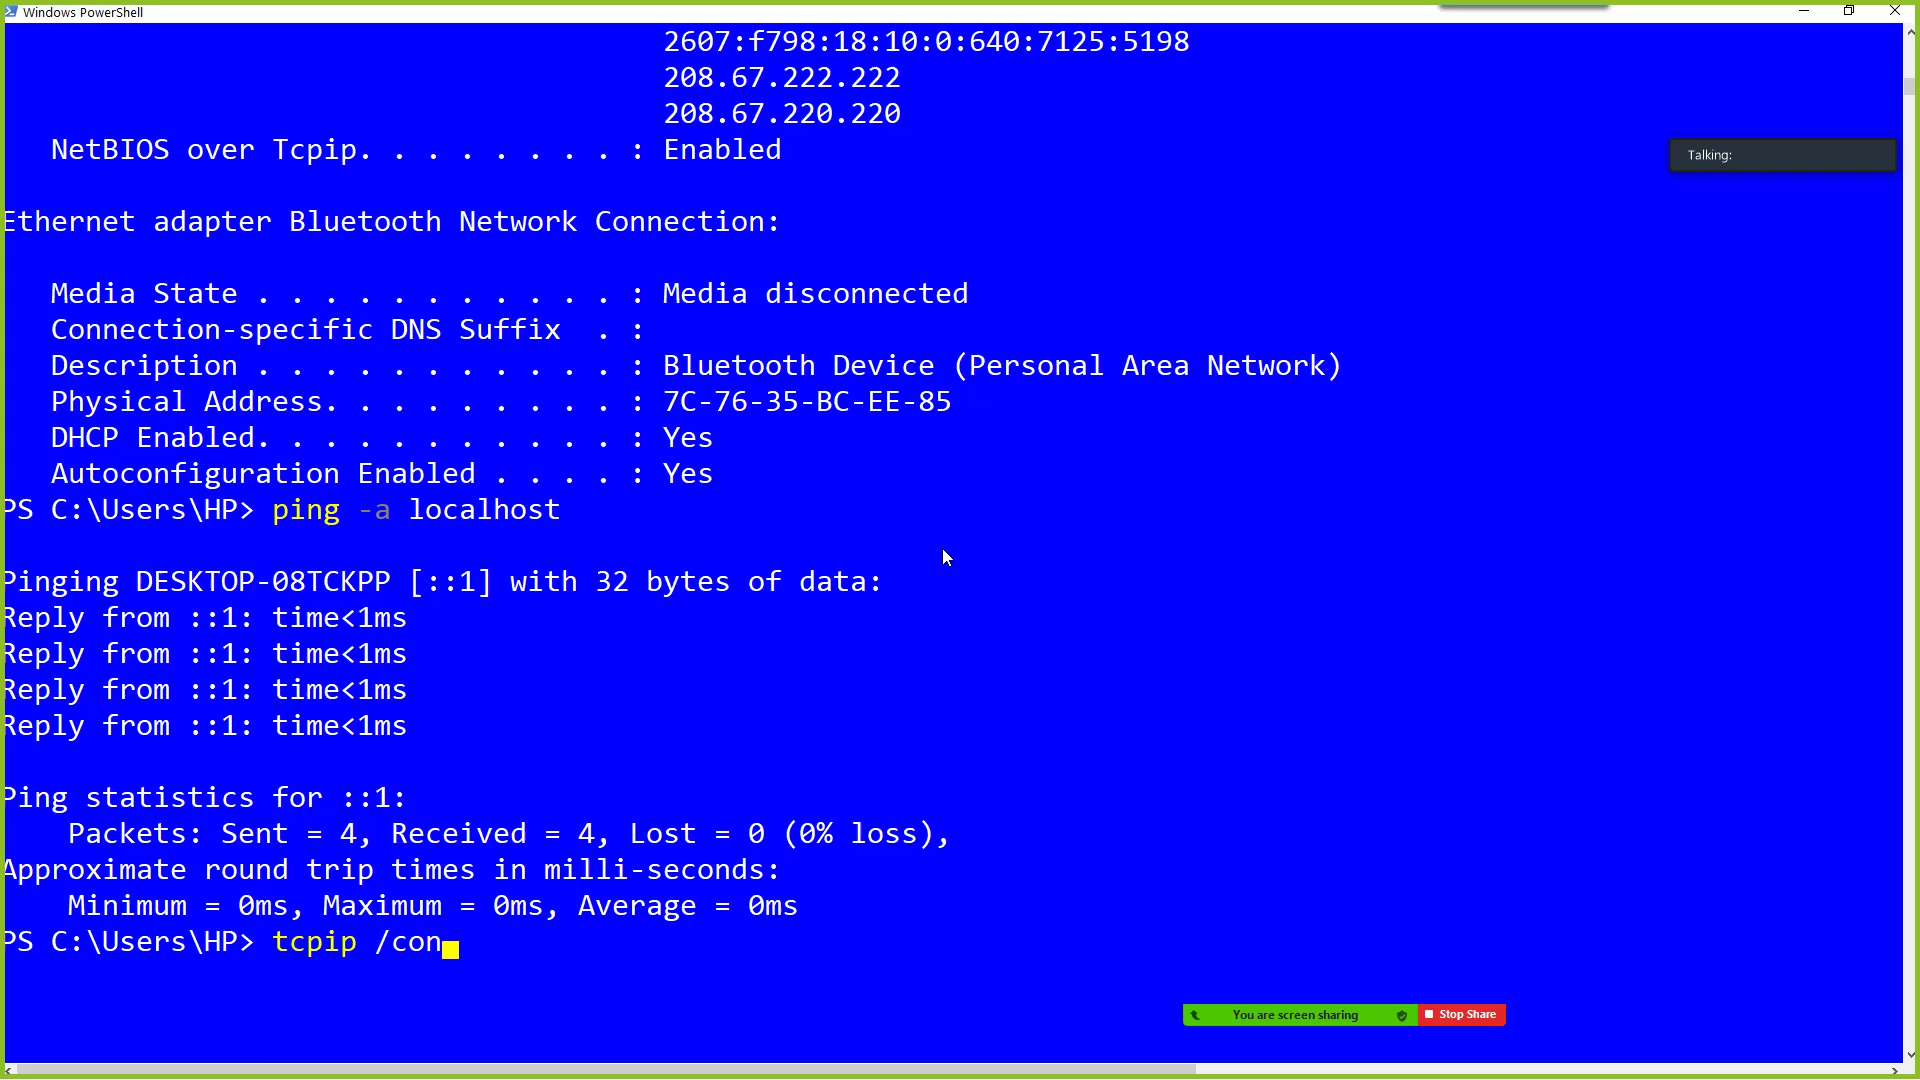 Windows PowerShell
2607:f798:18:10:0:640:7125:5198
208.67.222.222
208.67.220.220
NetBIOS over Tcpip. . . . . . . . : Enabled
Talking:
Ethernet adapter Bluetooth Network Connection:
Media State . . . . . . . . . . . : Media disconnected
Connection-specific DNS Suffix  . :
Description . . . . . . . . . . . : Bluetooth Device (Personal Area Network)
Physical Address. . . . . . . . . : 7C-76-35-BC-EE-85
DHCP Enabled. . . . . . . . . . . : Yes
Autoconfiguration Enabled . . . . : Yes
PS C:\Users\HP> ping -a localhost
Pinging DESKTOP-08TCKPP [::1] with 32 bytes of data:
Reply from ::1: time<1ms
Reply from ::1: time<1ms
Reply from ::1: time<1ms
Reply from ::1: time<1ms
Ping statistics for ::1:
Packets: Sent = 4, Received = 4, Lost = 0 (0% loss),
Approximate round trip times in milli-seconds:
Minimum = 0ms, Maximum = 0ms, Average = 0ms
PS C:\Users\HP> tcpip /con
You are screen sharing
Stop Share